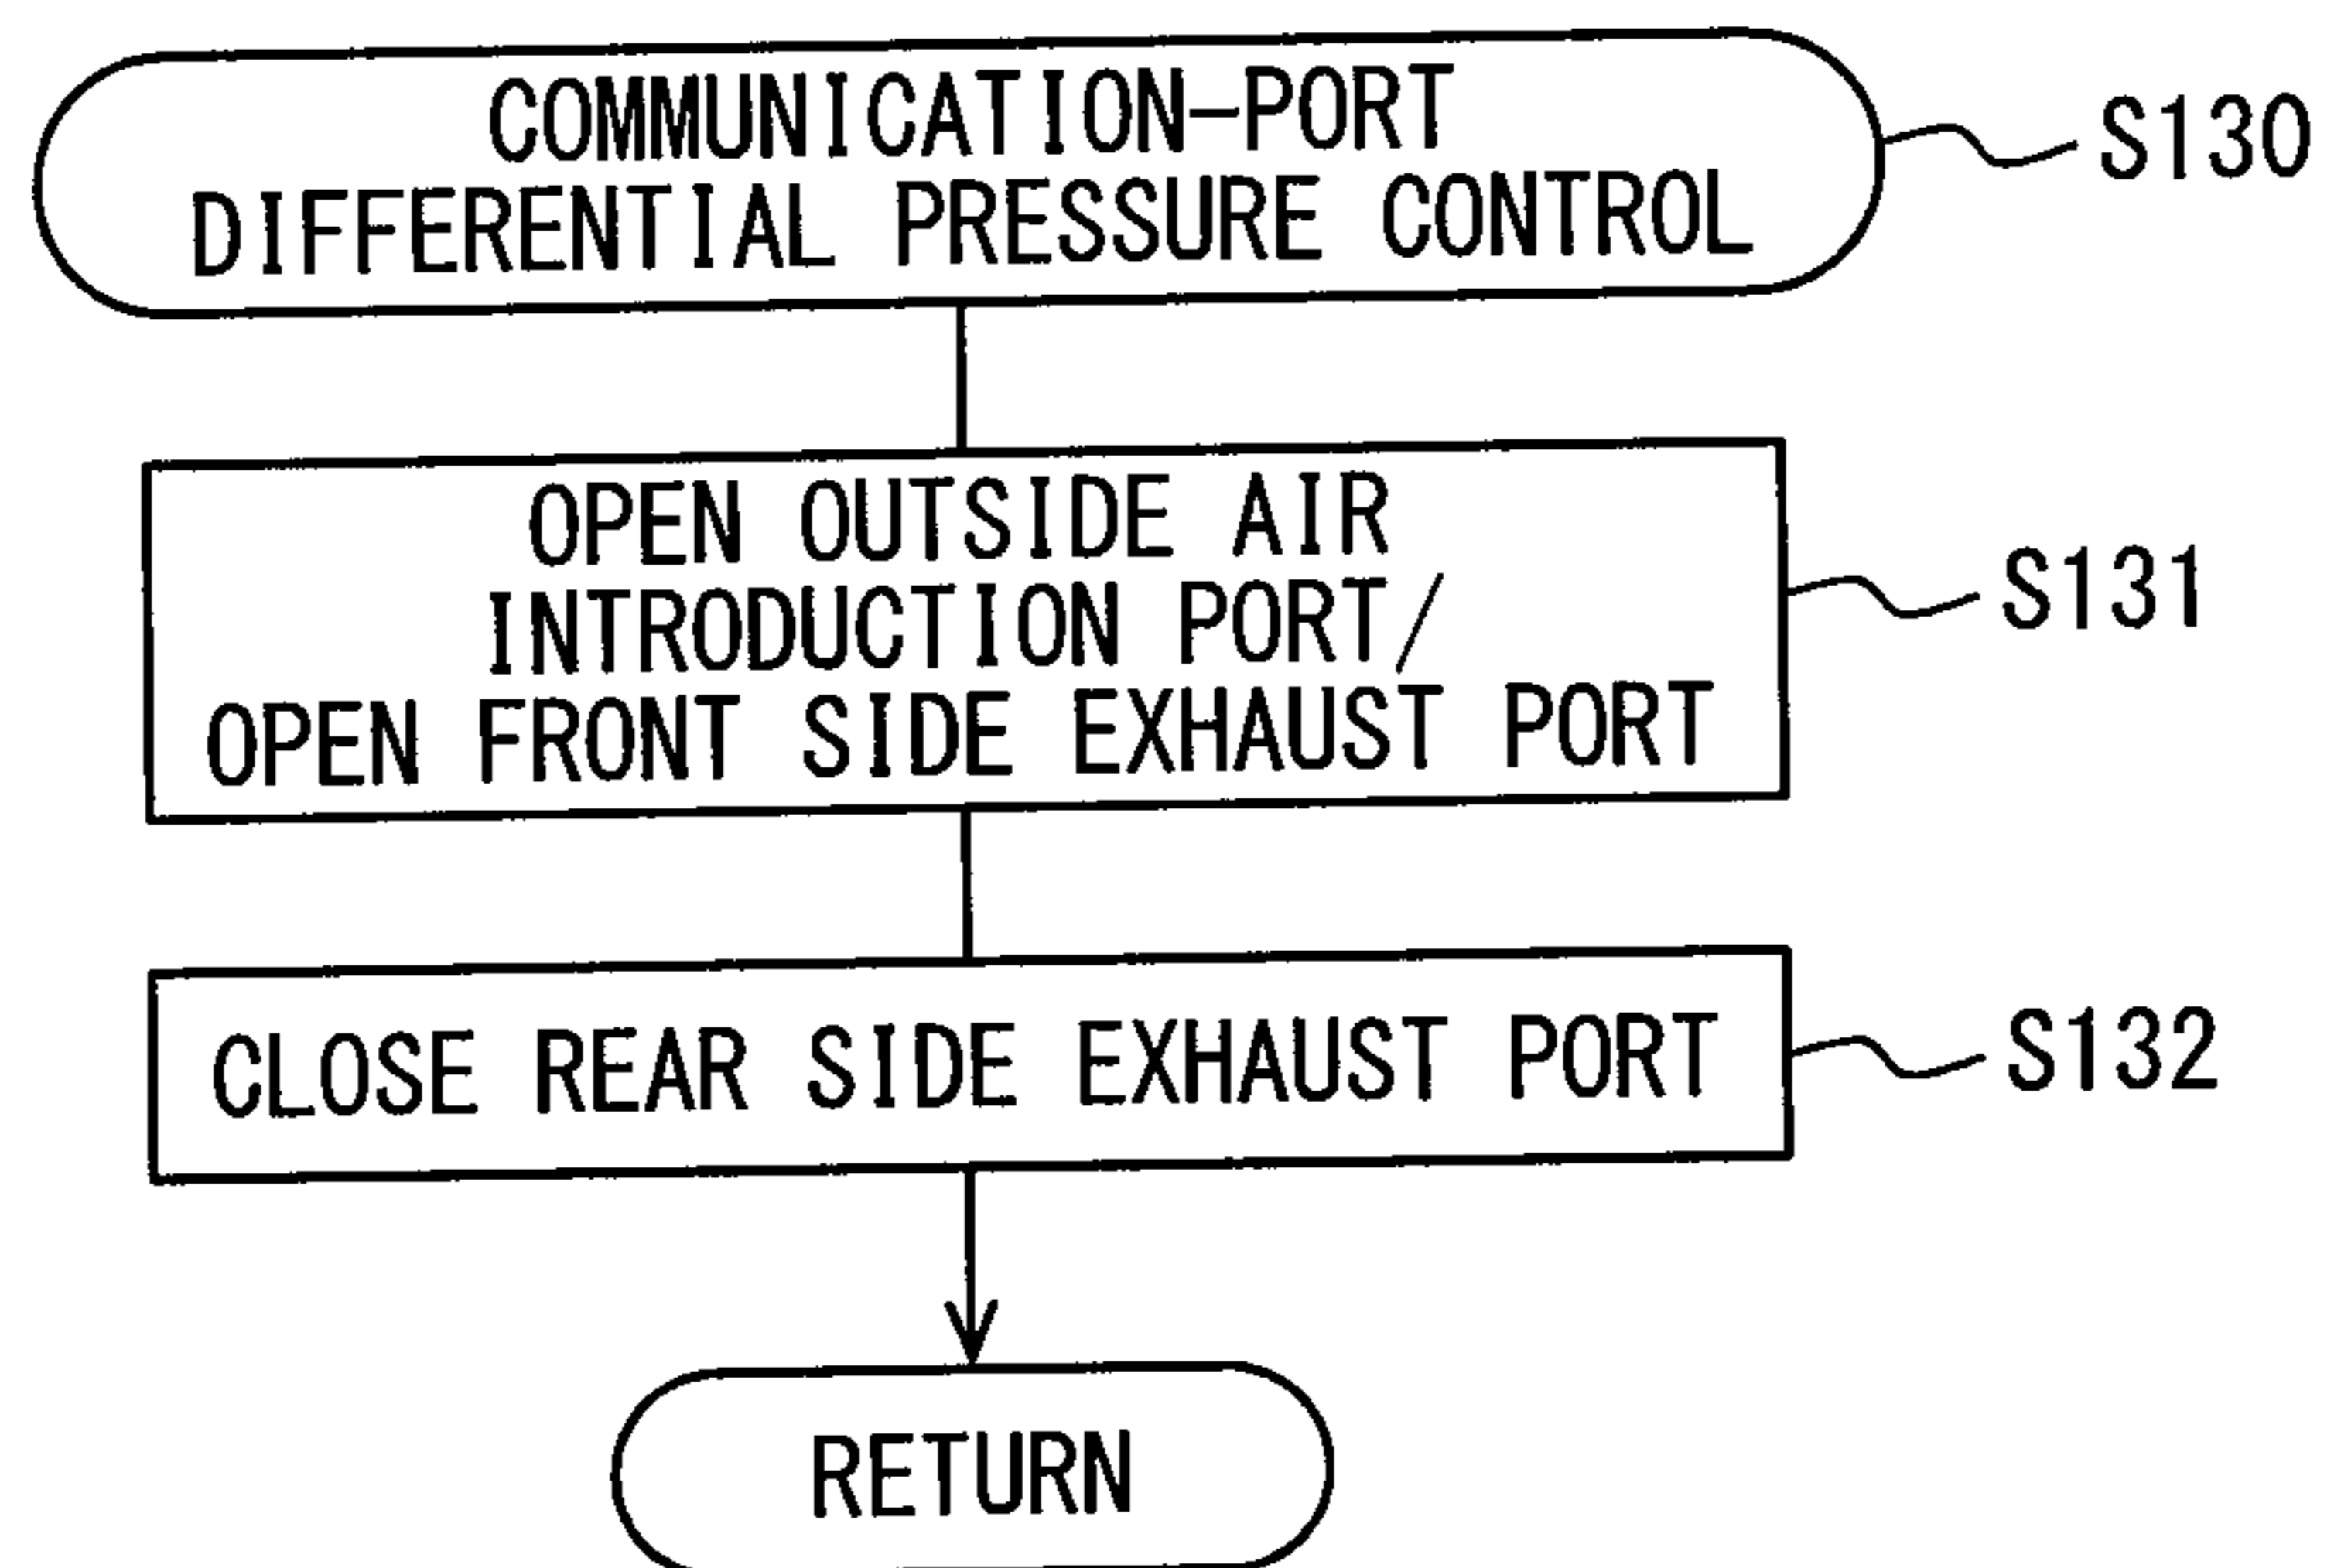 COMMUNICATION-PORT
DIFFERENTIAL PRESSURE CONTROL
S130
OPEN OUTSIDE AIR
INTRODUCTION PORT/
OPEN FRONT SIDE EXHAUST PORT
S131
CLOSE REAR SIDE EXHAUST PORT
S132
RETURN